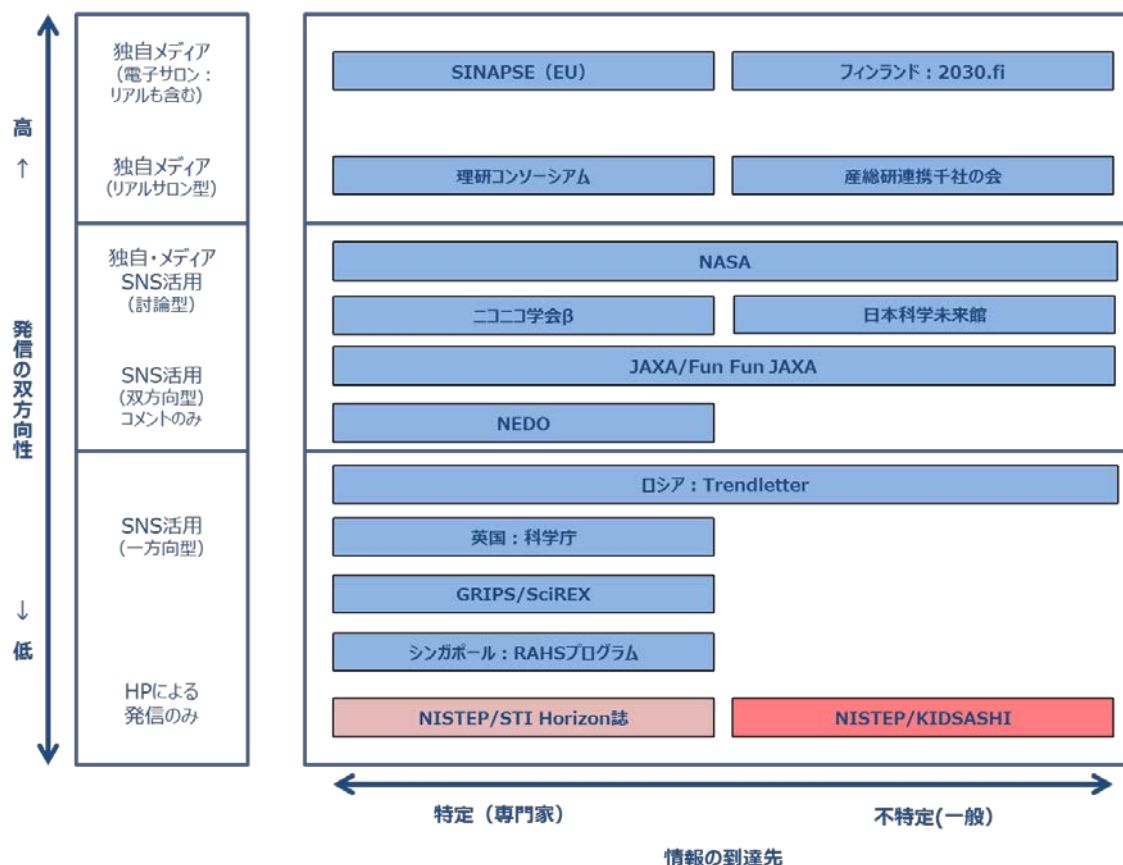 独自メディア
（電子サロン：
リアルも含む）
SINAPSE（EU）
フィンランド：2030.fi
高
↑
独自メディア
(リアルサロン型)
理研コンソーシアム
産総研連携千社の会
独自・メディア
SNS活用
(討論型)
NASA
ニコニコ学会β
日本科学未来館
発信の双方向性
SNS活用
(双方向型)
コメントのみ
JAXA/Fun Fun JAXA
NEDO
ロシア：Trendletter
SNS活用
(一方向型)
英国：科学庁
GRIPS/SciREX
↓
低
シンガポール：RAHSプログラム
HPによる
発信のみ
NISTEP/STI Horizon誌
NISTEP/KIDSASHI
特定（専門家）
不特定(一般）
情報の到達先